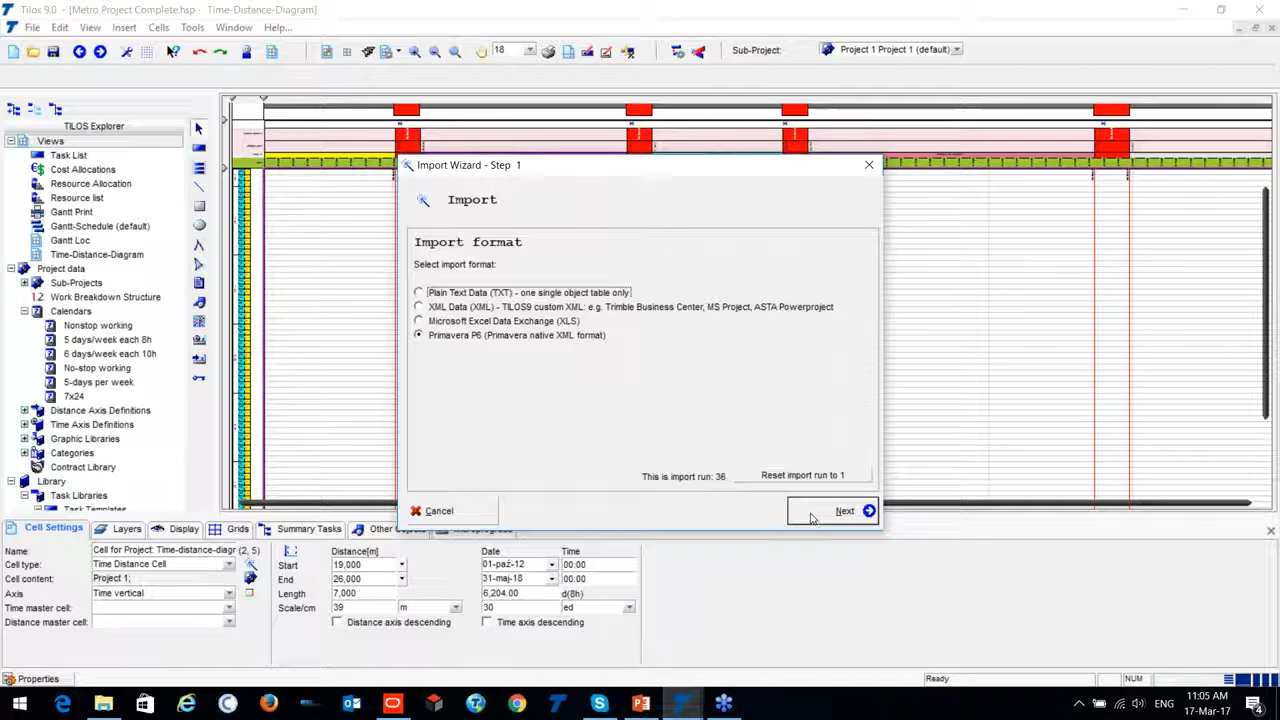 Tilos 9.0 - [Metro Project Complete.hsp - Time-Distance-Diagram]
File Edit View Insert Cells Tools Window Help...
18 Sub-Project: Project 1 Project 1 (default)
TILOS Explorer
Views
Task List
Cost Allocations
Resource Allocation
Resource list
Gantt Print
Gantt-Schedule (default)
Gantt Loc
Time-Distance-Diagram
Project data
Sub-Projects
1.2. Work Breakdown Structure
Calendars
Nonstop working
5 days/week each 8h
6 days/week each 10h
No-stop working
5-days per week
7x24
Distance Axis Definitions
Time Axis Definitions
Graphic Libraries
Categories
Contract Library
Library
Task Libraries
Task Templates
Import Wizard - Step 1
Import
Import format
Select import format:
Plain Text Data (TXT) - one single object table only
XML Data (XML) - TILOS9 custom XML: e.g. Trimble Business Center, MS Project, ASTA Powerproject
Microsoft Excel Data Exchange (XLS)
Primavera P6 (Primavera native XML format)
This is import run: 36 Reset import run to 1
Cancel Next
Cell Settings Layers Display Grids Summary Tasks Other
Name: Cell for Project: Time-distance-diagr (2, 5)
Cell type: Time Distance Cell
Cell content: Project 1;
Axis Time vertical
Time master cell:
Distance master cell:
Distance[m] Date Time
Start 19,000 01-paź-12 00:00
End 26,000 31-maj-18 00:00
Length 7,000 6,204.00 d(8h)
Scale/cm 39 m 30 ed
Distance axis descending Time axis descending
Properties Ready NUM
ENG 11:05 AM
17-Mar-17